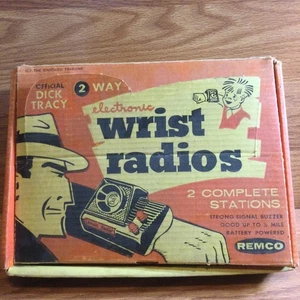 OFFICIAL
DICK
TRACY
2 WAY
electronic
wrist
radios
2 COMPLETE
STATIONS
STRONG SIGNAL BUZZER
GOOD UP TO ½ MILE
BATTERY POWERED
REMCO